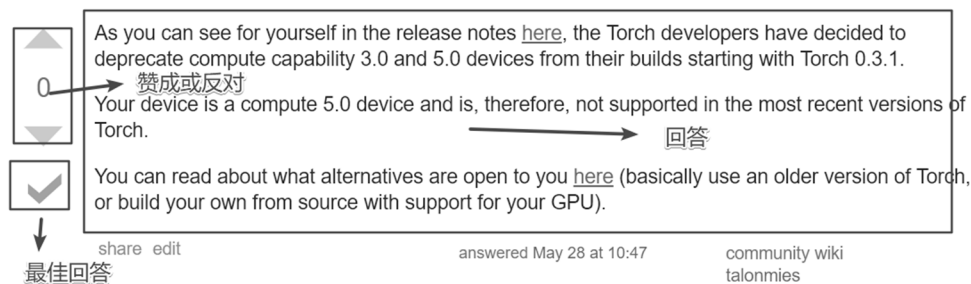 As you can see for yourself in the release notes here, the Torch developers have decided to
deprecate compute capability 3.0 and 5.0 devices from their builds starting with Torch 0.3.1.
0
赞成或反对
Your device is a compute 5.0 device and is, therefore, not supported in the most recent versions of
Torch.
回答
You can read about what alternatives are open to you here (basically use an older version of Torch,
or build your own from source with support for your GPU).
share edit
answered May 28 at 10:47
community wiki
talonmies
最佳回答